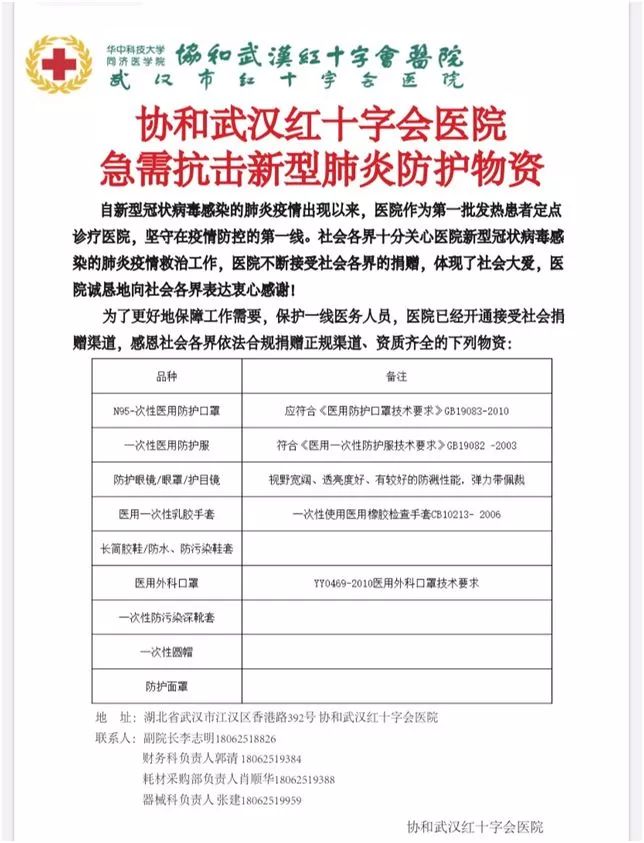 华中科技大学
同济医学院
協和武漢紅十字會醫院
武汉市红十字会医院
协和武汉红十字会医院
急需抗击新型肺炎防护物资
自新型冠状病毒感染的肺炎疫情出现以来，医院作为第一批发热患者定点
诊疗医院，坚守在疫情防控的第一线。社会各界十分关心医院新型冠状病毒感
染的肺炎疫情救治工作，医院不断接受社会各界的捐赠，体现了社会大爱，医
院诚恳地向社会各界表达衷心感谢！
为了更好地保障工作需要，保护一线医务人员，医院已经开通接受社会捐
赠渠道，感恩社会各界依法合规捐赠正规渠道、资质齐全的下列物资：
品种 备注
N95-次性医用防护口罩 应符合《医用防护口罩技术要求》GB19083-2010
一次性医用防护服 符合《医用一次性防护服技术要求》GB19082 -2003
防护眼镜/眼罩/护目镜 视野宽阔、透亮度好、有较好的防溅性能，弹力带佩戴
医用一次性乳胶手套 一次性使用医用橡胶检查手套CB10213- 2006
长筒胶鞋/防水、防污染鞋套
医用外科口罩 YY0469-2010医用外科口罩技术要求
一次性防污染深靴套
一次性圆帽
防护面罩
地 址：湖北省武汉市江汉区香港路392号 协和武汉红十字会医院
联系人：副院长李志明18062518826
财务科负责人郭清 18062519384
耗材采购部负责人肖顺华18062519388
器械科负责人 张建18062519959
协和武汉红十字会医院